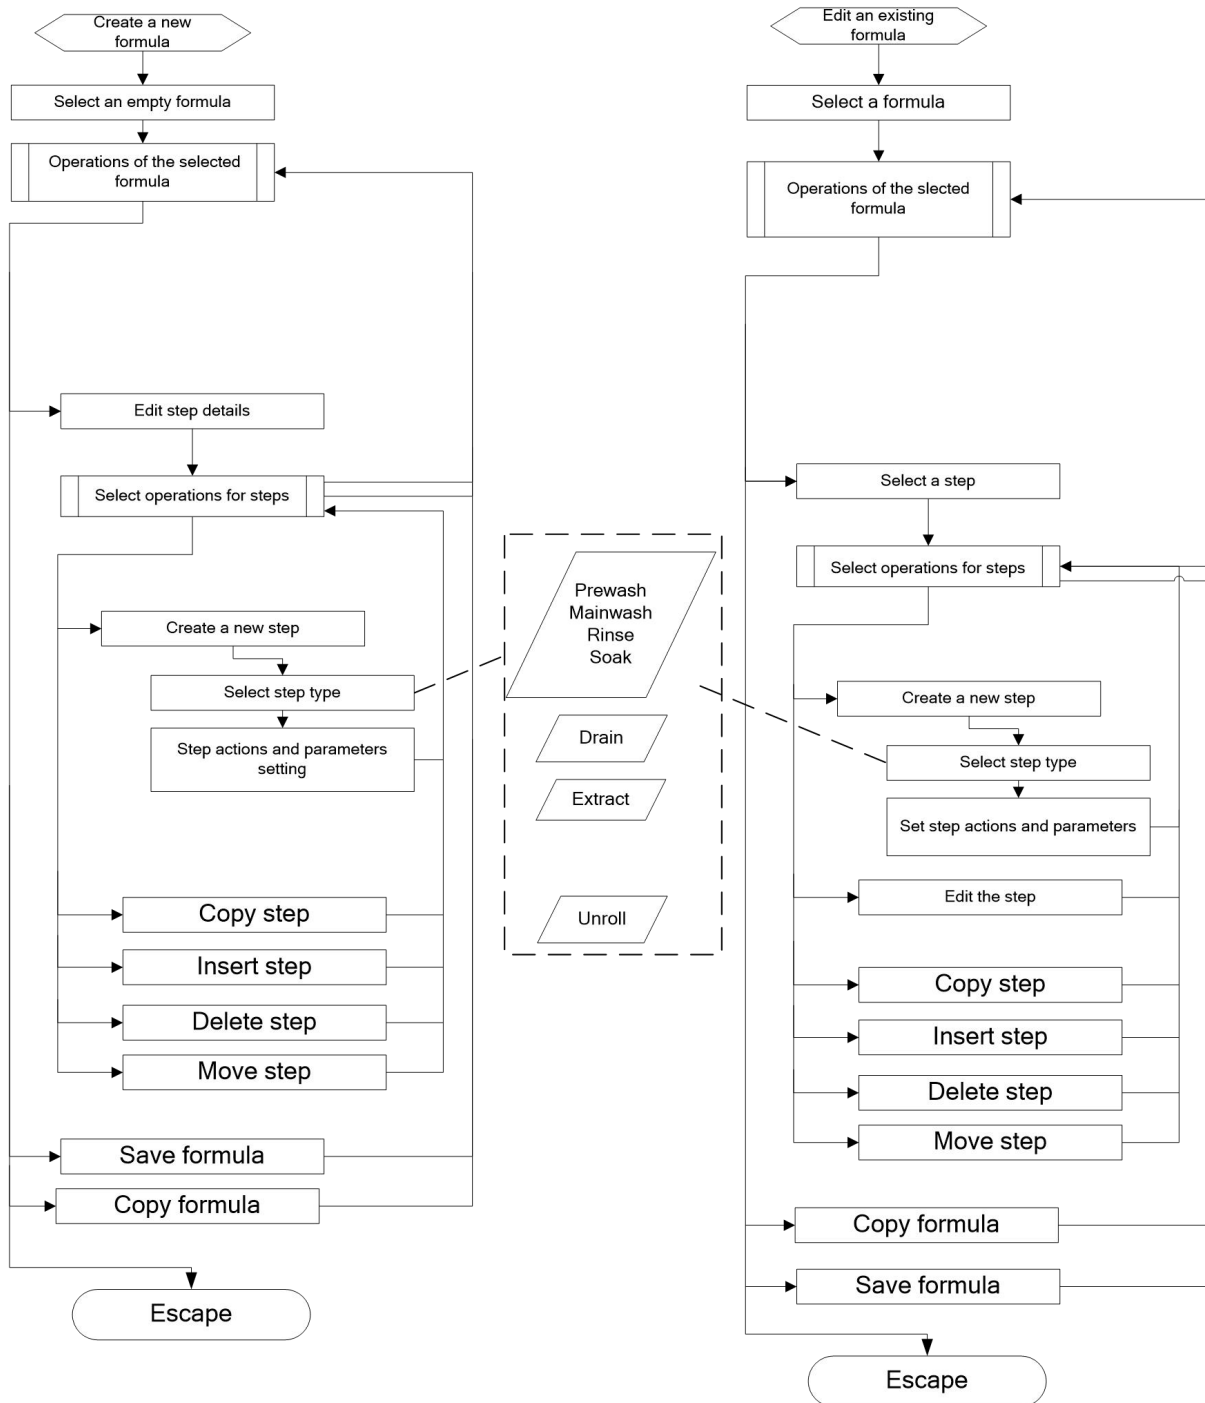 Create a new
formula
Select an empty formula
Operations of the selected
formula
Edit step details
Select operations for steps
Create a new step
Select step type
Step actions and parameters
setting
Copy step
Insert step
Delete step
Move step
Save formula
Copy formula
Escape
Prewash
Mainwash
Rinse
Soak
Drain
Extract
Unroll
Edit an existing
formula
Select a formula
Operations of the slected
formula
Select a step
Select operations for steps
Create a new step
Select step type
Set step actions and parameters
Edit the step
Copy step
Insert step
Delete step
Move step
Copy formula
Save formula
Escape